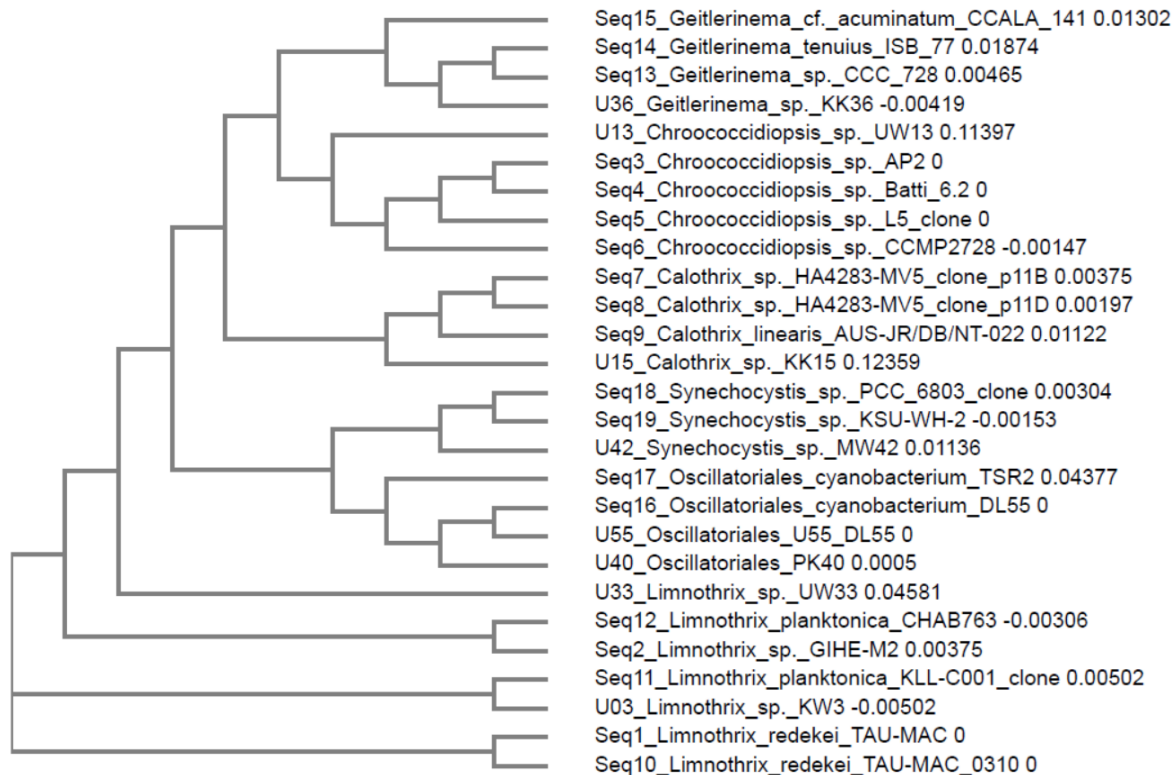 Seq15_Geitlerinema_cf._acuminatum_CCALA_141 0.01302
Seq14_Geitlerinema_tenuius_ISB_77 0.01874
Seq13_Geitlerinema_sp._CCC_728 0.00465
U36_Geitlerinema_sp._KK36 -0.00419
U13_Chroococcidiopsis_sp._UW13 0.11397
Seq3_Chroococcidiopsis_sp._AP2 0
Seq4_Chroococcidiopsis_sp._Batti_6.2 0
Seq5_Chroococcidiopsis_sp._L5_clone 0
Seq6_Chroococcidiopsis_sp._CCMP2728 -0.00147
Seq7_Calothrix_sp._HA4283-MV5_clone_p11B 0.00375
Seq8_Calothrix_sp._HA4283-MV5_clone_p11D 0.00197
Seq9_Calothrix_linearis_AUS-JR/DB/NT-022 0.01122
U15_Calothrix_sp._KK15 0.12359
Seq18_Synechocystis_sp._PCC_6803_clone 0.00304
Seq19_Synechocystis_sp._KSU-WH-2 -0.00153
U42_Synechocystis_sp._MW42 0.01136
Seq17_Oscillatoriales_cyanobacterium_TSR2 0.04377
Seq16_Oscillatoriales_cyanobacterium_DL55 0
U55_Oscillatoriales_U55_DL55 0
U40_Oscillatoriales_PK40 0.0005
U33_Limnothrix_sp._UW33 0.04581
Seq12_Limnothrix_planktonica_CHAB763 -0.00306
Seq2_Limnothrix_sp._GIHE-M2 0.00375
Seq11_Limnothrix_planktonica_KLL-C001_clone 0.00502
U03_Limnothrix_sp._KW3 -0.00502
Seq1_Limnothrix_redekei_TAU-MAC 0
Seq10_Limnothrix_redekei_TAU-MAC_0310 0